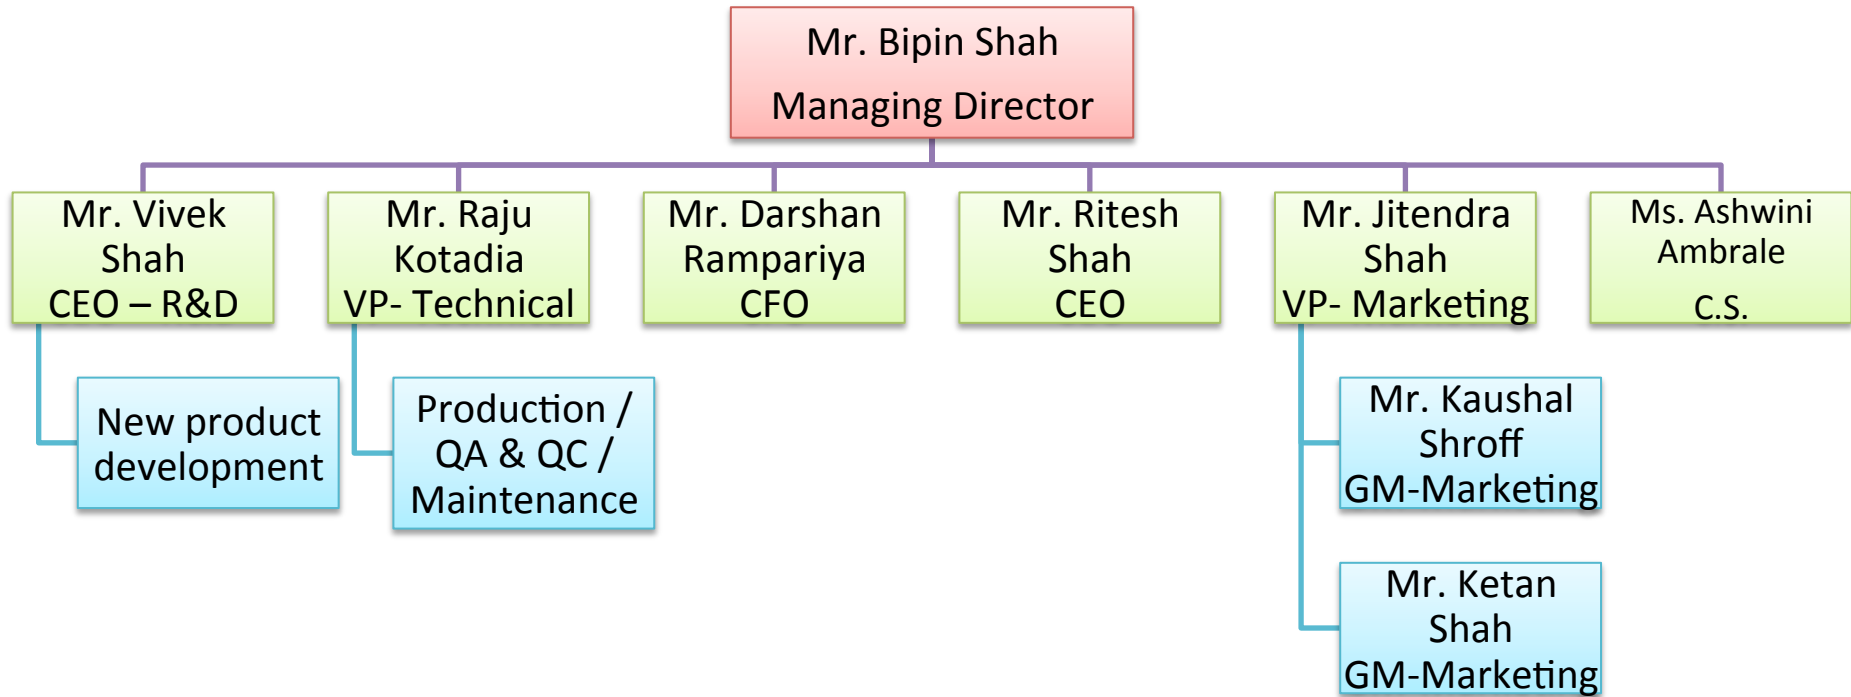 Mr. Bipin Shah
Managing Director
Mr. Vivek
Shah
CEO – R&D
Mr. Raju
Kotadia
VP- Technical
Mr. Darshan
Rampariya
CFO
Mr. Ritesh
Shah
CEO
Mr. Jitendra
Shah
VP- Marketing
Ms. Ashwini
Ambrale
C.S.
New product
development
Production /
QA & QC /
Maintenance
Mr. Kaushal
Shroff
GM-Marketing
Mr. Ketan
Shah
GM-Marketing